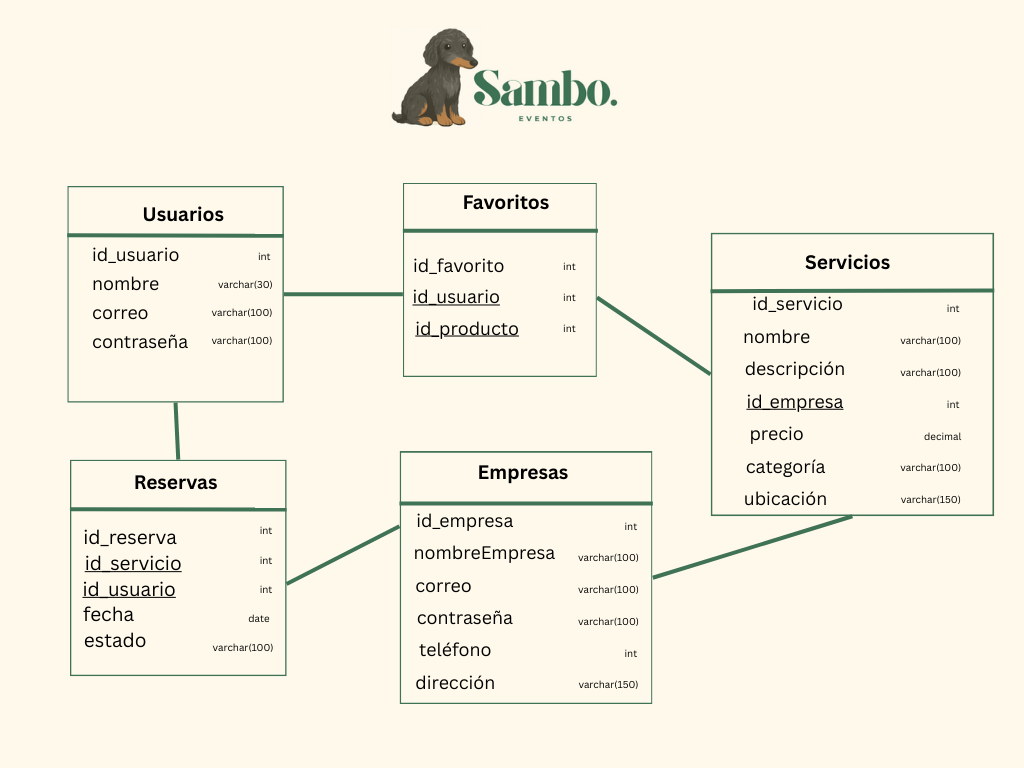 Sambo.
EVENTOS
Usuarios
id_usuario int
nombre varchar(30)
correo varchar(100)
contraseña varchar(100)
Favoritos
id_favorito int
id_usuario int
id_producto int
Servicios
id_servicio int
nombre varchar(100)
descripción varchar(100)
id_empresa int
precio decimal
categoría varchar(100)
ubicación varchar(150)
Reservas
id_reserva int
id_servicio int
id_usuario int
fecha date
estado varchar(100)
Empresas
id_empresa int
nombreEmpresa varchar(100)
correo varchar(100)
contraseña varchar(100)
teléfono int
dirección varchar(150)